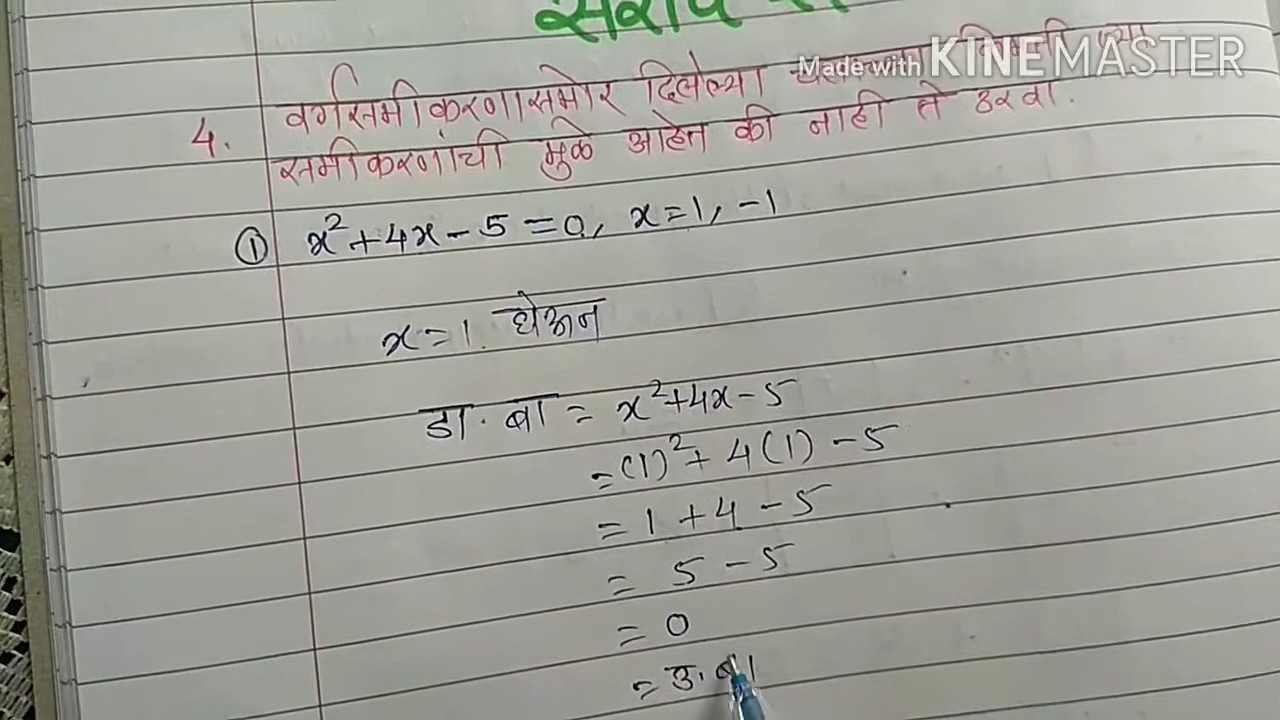 Made with KINEMASTER
4. वर्गसमीकरणासमोर दिलेल्या त्या
समीकरणांची मुळे आहेत की नाही ते ठरवा.
① x² + 4x - 5 = 0, x = 1, -1
x = 1 घेऊन
डा. बा = x² + 4x - 5
= (1)² + 4(1) - 5
= 1 + 4 - 5
= 5 - 5
= 0
= उ. बा